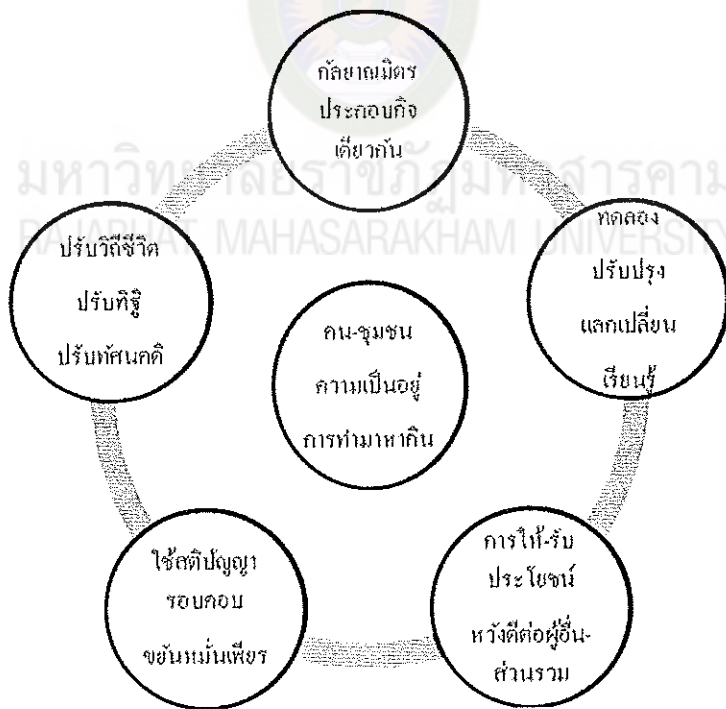 กัลยาณมิตร
ประกอบกิจ
เดียวกัน
มหาวิทยาลัยราชภัฏมหาสารคาม
RAJABHAT MAHASARAKHAM UNIVERSITY
ทดลอง
ปรับปรุง
แลกเปลี่ยน
เรียนรู้
ปรับวิถีชีวิต
ปรับทิฐิ
ปรับทัศนคติ
คน-ชุมชน
ความเป็นอยู่
การทำมาหากิน
การให้-รับ
ประโยชน์
หวังดีต่อผู้อื่น-
ส่วนรวม
ใช้สติปัญญา
รอบคอบ
ขยันหมั่นเพียร